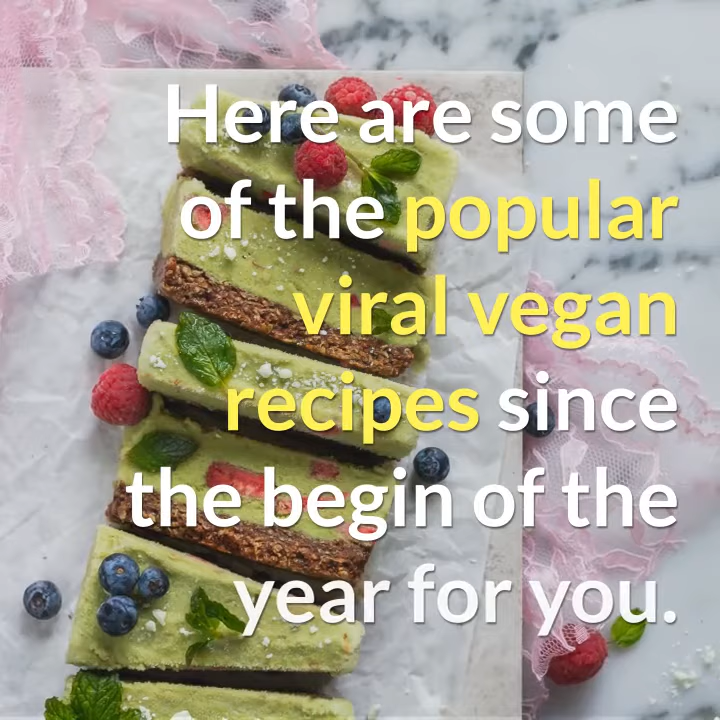 Here are some
of the popular
viral vegan
recipes since
the begin of the
year for you.